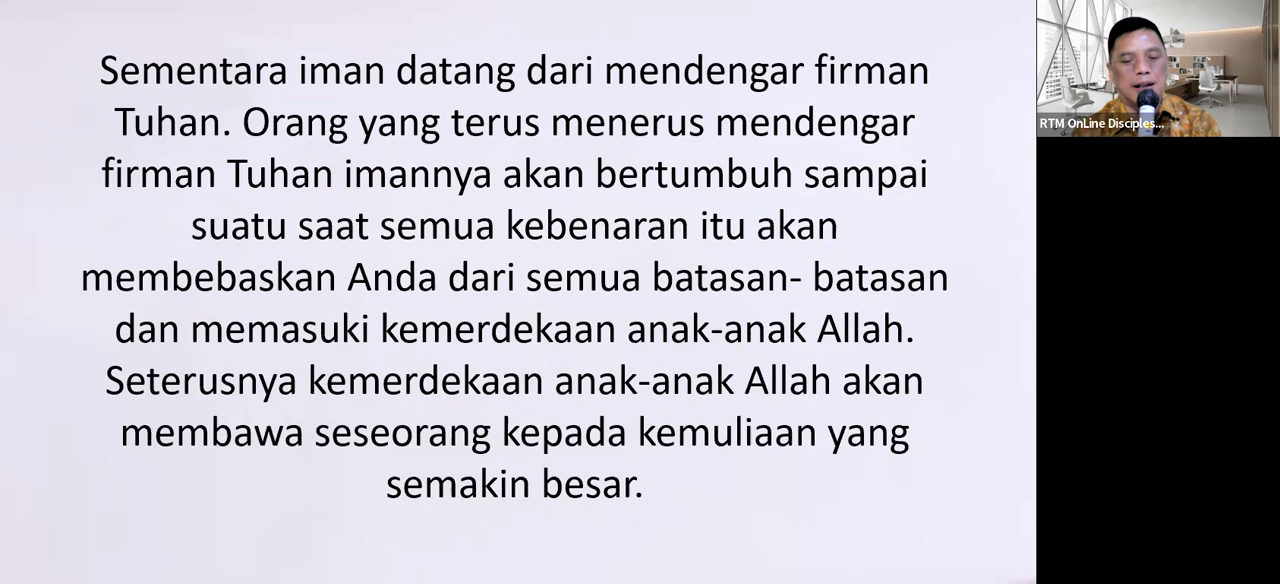 Sementara iman datang dari mendengar firman
Tuhan. Orang yang terus menerus mendengar
firman Tuhan imannya akan bertumbuh sampai
suatu saat semua kebenaran itu akan
membebaskan Anda dari semua batasan- batasan
dan memasuki kemerdekaan anak-anak Allah.
Seterusnya kemerdekaan anak-anak Allah akan
membawa seseorang kepada kemuliaan yang
semakin besar.
RTM OnLine Disciples...